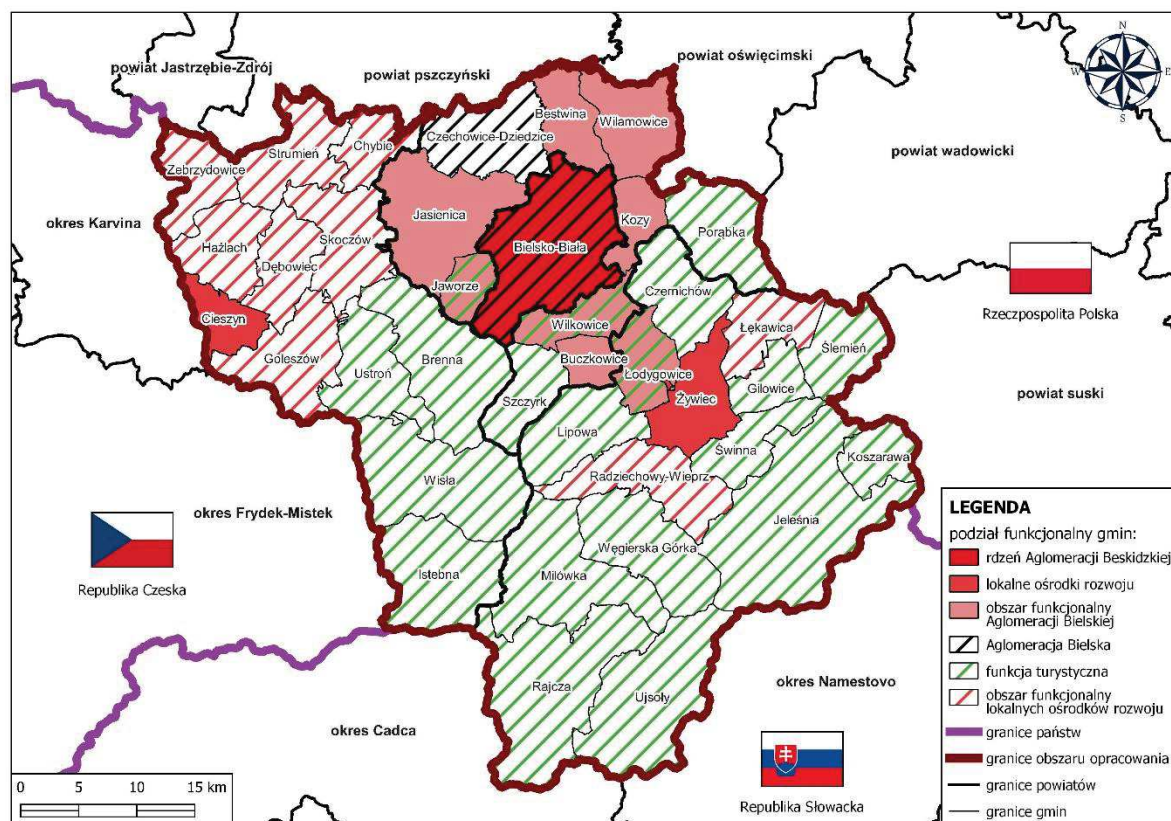 N
W
E
S
powiat Jastrzębie-Zdrój
powiat pszczyński
powiat oświęcimski
powiat wadowicki
okres Karvina
Zebrzydowice
Strumień
Chybie
Czechowice-Dziedzice
Bestwina
Wilamowice
Hażlach
Dębowiec
Skoczów
Jasienica
Bielsko-Biała
Kozy
Porąbka
Jaworze
Cieszyn
Goleszów
Ustroń
Brenna
Wilkowice
Buczkowice
Czernichów
Łękawica
Ślemień
Szczyrk
Łodygowice
Żywiec
Gilowice
Lipowa
Świnna
Koszarawa
Radziechowy-Wieprz
Wisła
Jeleśnia
Węgierska Górka
Milówka
Istebna
Rajcza
Ujsoły
Rzeczpospolita Polska
powiat suski
okres Frydek-Mistek
Republika Czeska
okres Cadca
okres Namestovo
Republika Słowacka
0 5 10 15 km
LEGENDA
podział funkcjonalny gmin:
rdzeń Aglomeracji Beskidzkiej
lokalne ośrodki rozwoju
obszar funkcjonalny
Aglomeracji Bielskiej
Aglomeracja Bielska
funkcja turystyczna
obszar funkcjonalny
lokalnych ośrodków rozwoju
granice państw
granice obszaru opracowania
granice powiatów
granice gmin